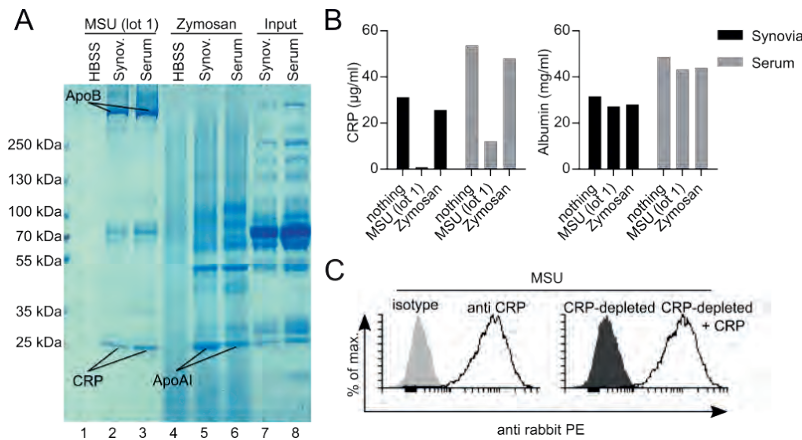 A
MSU (lot 1) Zymosan Input
HBSS Synov. Serum HBSS Synov. Serum Synov. Serum
ApoB
250 kDa
130 kDa
100 kDa
70 kDa
55 kDa
35 kDa
25 kDa
CRP ApoAI
1 2 3 4 5 6 7 8
B
CRP (µg/ml)
60
40
20
0
nothing MSU (lot 1) Zymosan nothing MSU (lot 1) Zymosan
Albumin (mg/ml)
60
40
20
0
nothing MSU (lot 1) Zymosan nothing MSU (lot 1) Zymosan
Synovia
Serum
C
MSU
isotype anti CRP CRP-depleted CRP-depleted
+ CRP
% of max.
anti rabbit PE